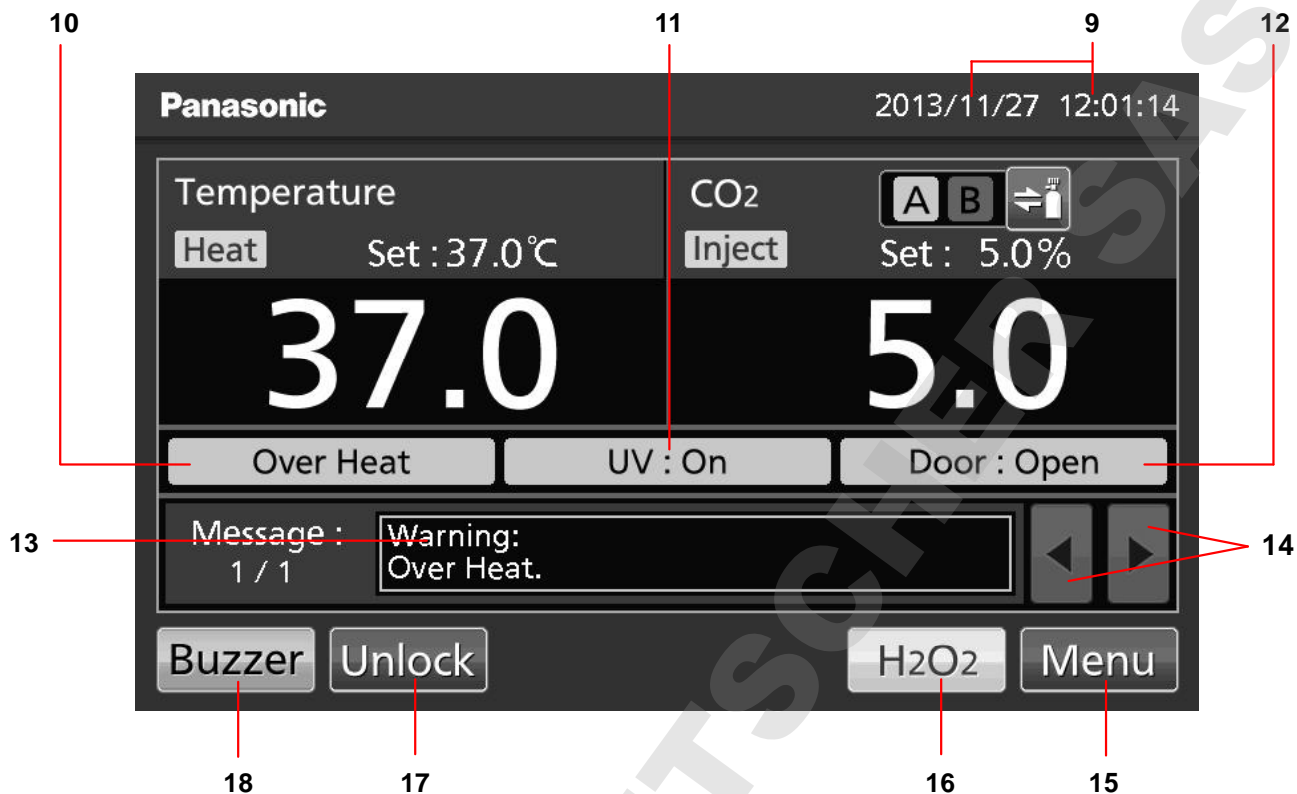 10 11 9 12
Panasonic 2013/11/27 12:01:14
Temperature CO2 A B
Heat Set : 37.0℃ Inject Set : 5.0%
37.0 5.0
Over Heat UV : On Door : Open
13 Message : Warning: 14
1 / 1 Over Heat.
Buzzer Unlock H2O2 Menu
18 17 16 15
TSCHER SAS